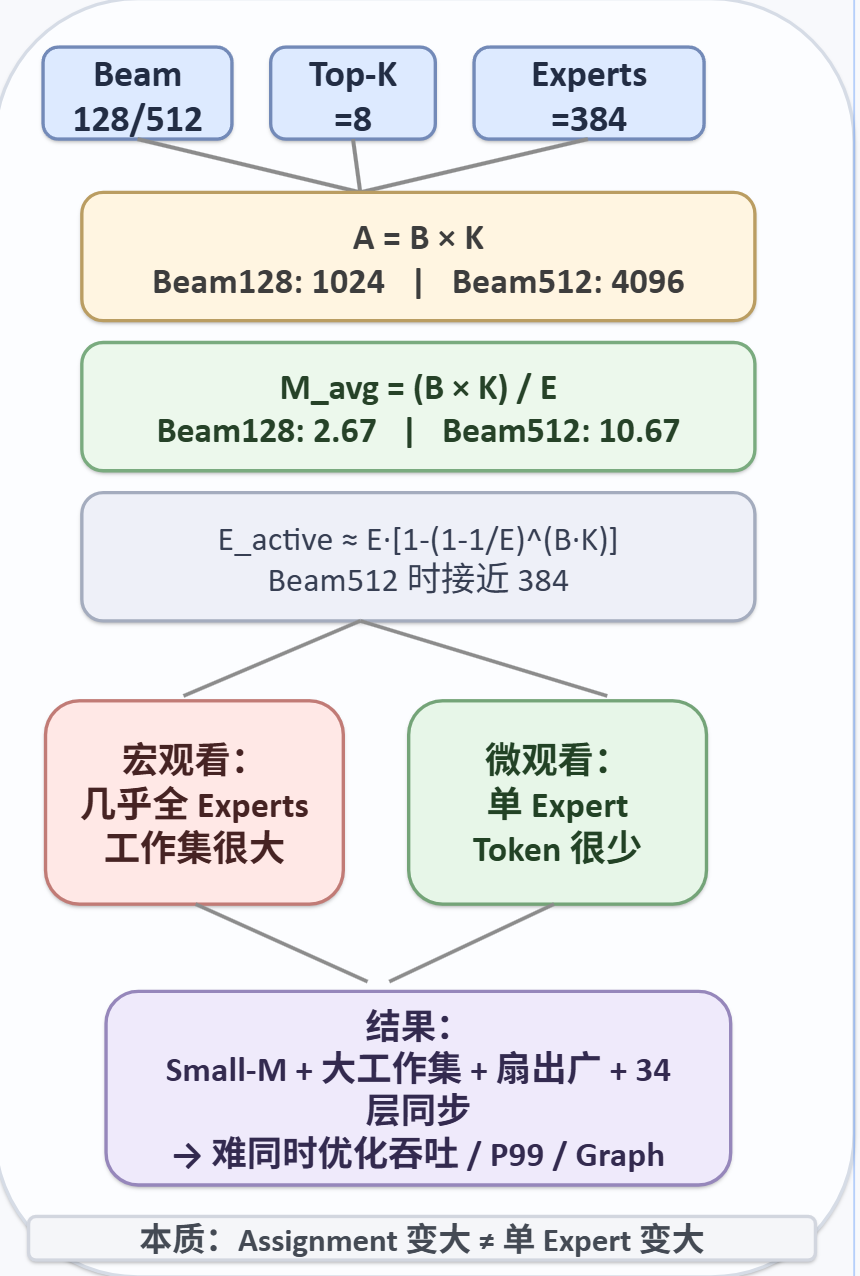 Beam
128/512
Top-K
=8
Experts
=384
A = B × K
Beam128: 1024 | Beam512: 4096
M_avg = (B × K) / E
Beam128: 2.67 | Beam512: 10.67
E_active ≈ E·[1-(1-1/E)^(B·K)]
Beam512 时接近 384
宏观看：
几乎全 Experts
工作集很大
微观看：
单 Expert
Token 很少
结果：
Small-M + 大工作集 + 扇出广 + 34
层同步
→ 难同时优化吞吐 / P99 / Graph
本质：Assignment 变大 ≠ 单 Expert 变大